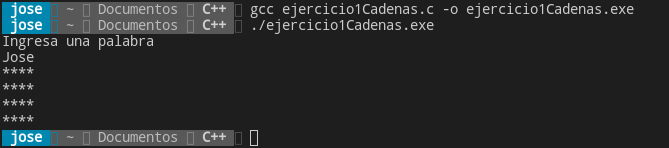 jose ~ Documentos C++ gcc ejercicio1Cadenas.c -o ejercicio1Cadenas.exe
jose ~ Documentos C++ ./ejercicio1Cadenas.exe
Ingresa una palabra
Jose
****
****
****
****
jose ~ Documentos C++